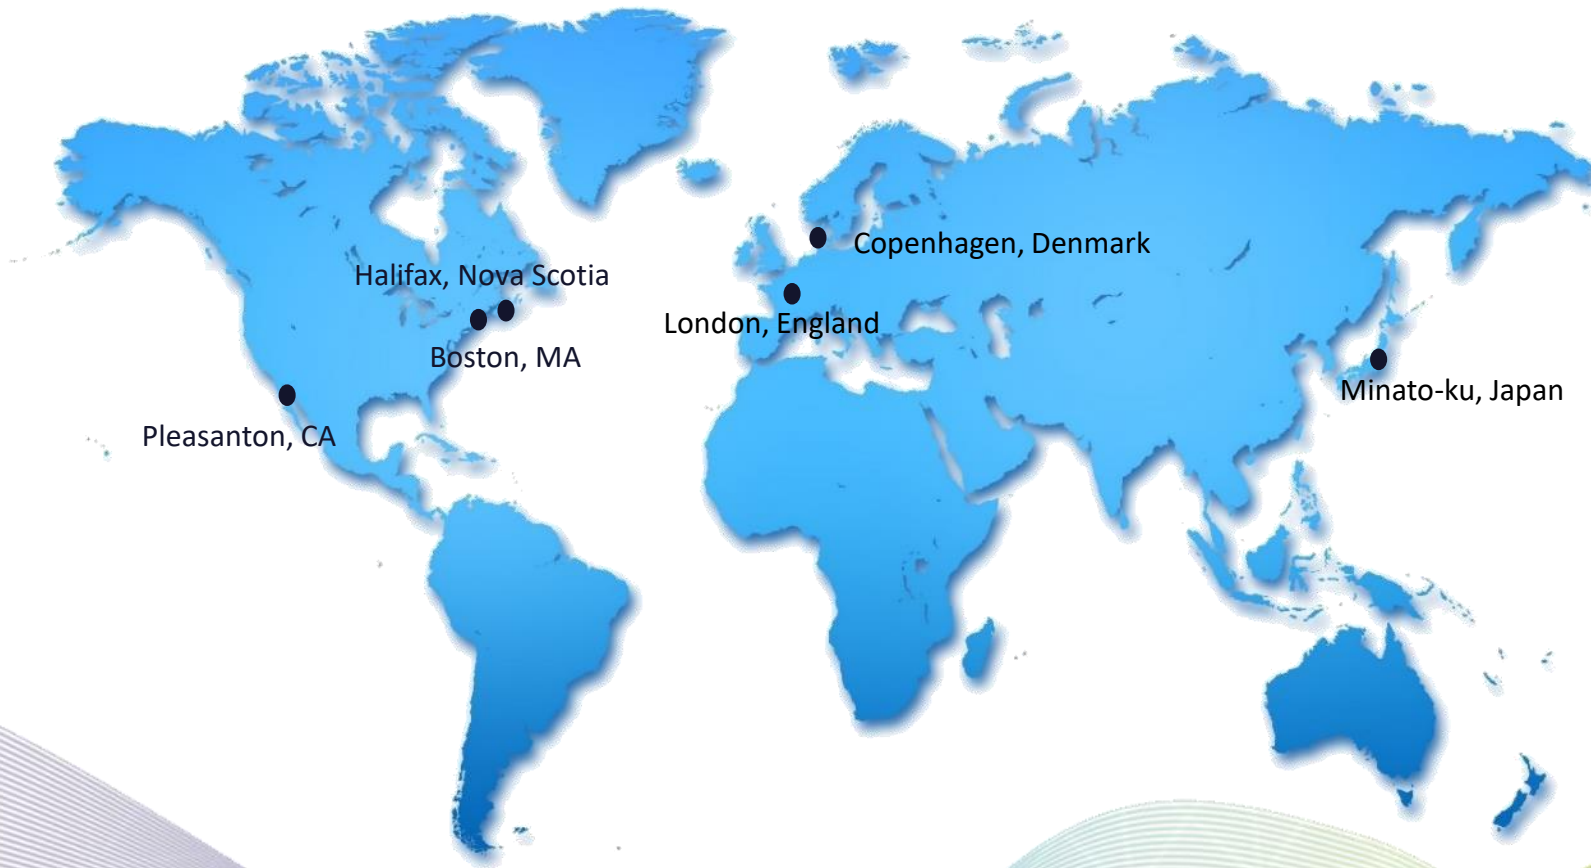 Copenhagen, Denmark
Halifax, Nova Scotia
London, England
Boston, MA
Minato-ku, Japan
Pleasanton, CA